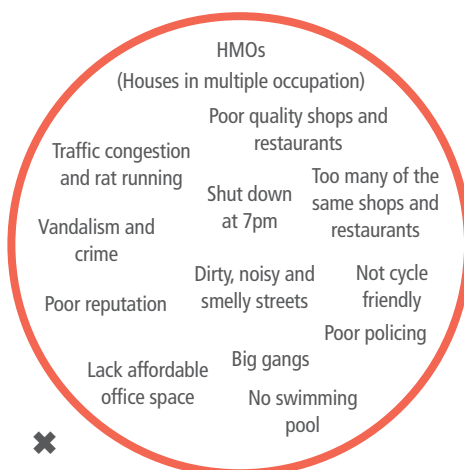 HMOs
(Houses in multiple occupation)
Poor quality shops and
restaurants
Traffic congestion
and rat running
Too many of the
same shops and
restaurants
Shut down
at 7pm
Vandalism and
crime
Dirty, noisy and
smelly streets
Not cycle
friendly
Poor reputation
Poor policing
Big gangs
Lack affordable
office space
No swimming
pool